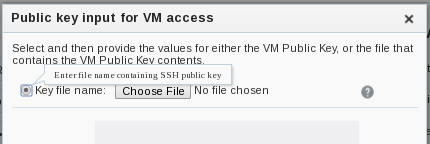 Public key input for VM access
Select and then provide the values for either the VM Public Key, or the file that
contains the VM Public Key contents.
Enter file name containing SSH public key
Key file name: Choose File No file chosen